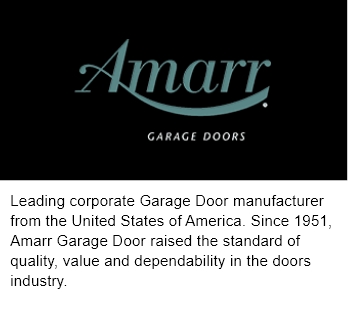 Amarr
GARAGE DOORS
Leading corporate Garage Door manufacturer
from the United States of America. Since 1951,
Amarr Garage Door raised the standard of
quality, value and dependability in the doors
industry.